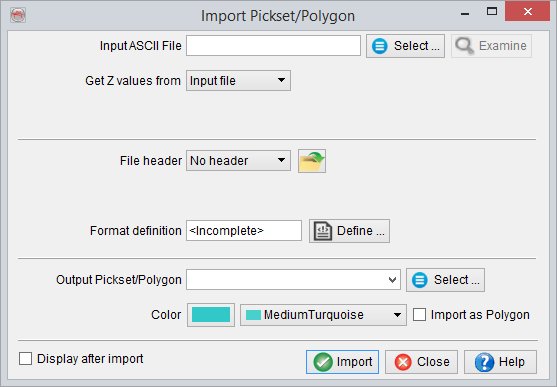 Import Pickset/Polygon
Input ASCII File Select ... Examine
Get Z values from Input file
File header No header
Format definition <Incomplete> Define ...
Output Pickset/Polygon Select ...
Color MediumTurquoise Import as Polygon
Display after import Import Close Help